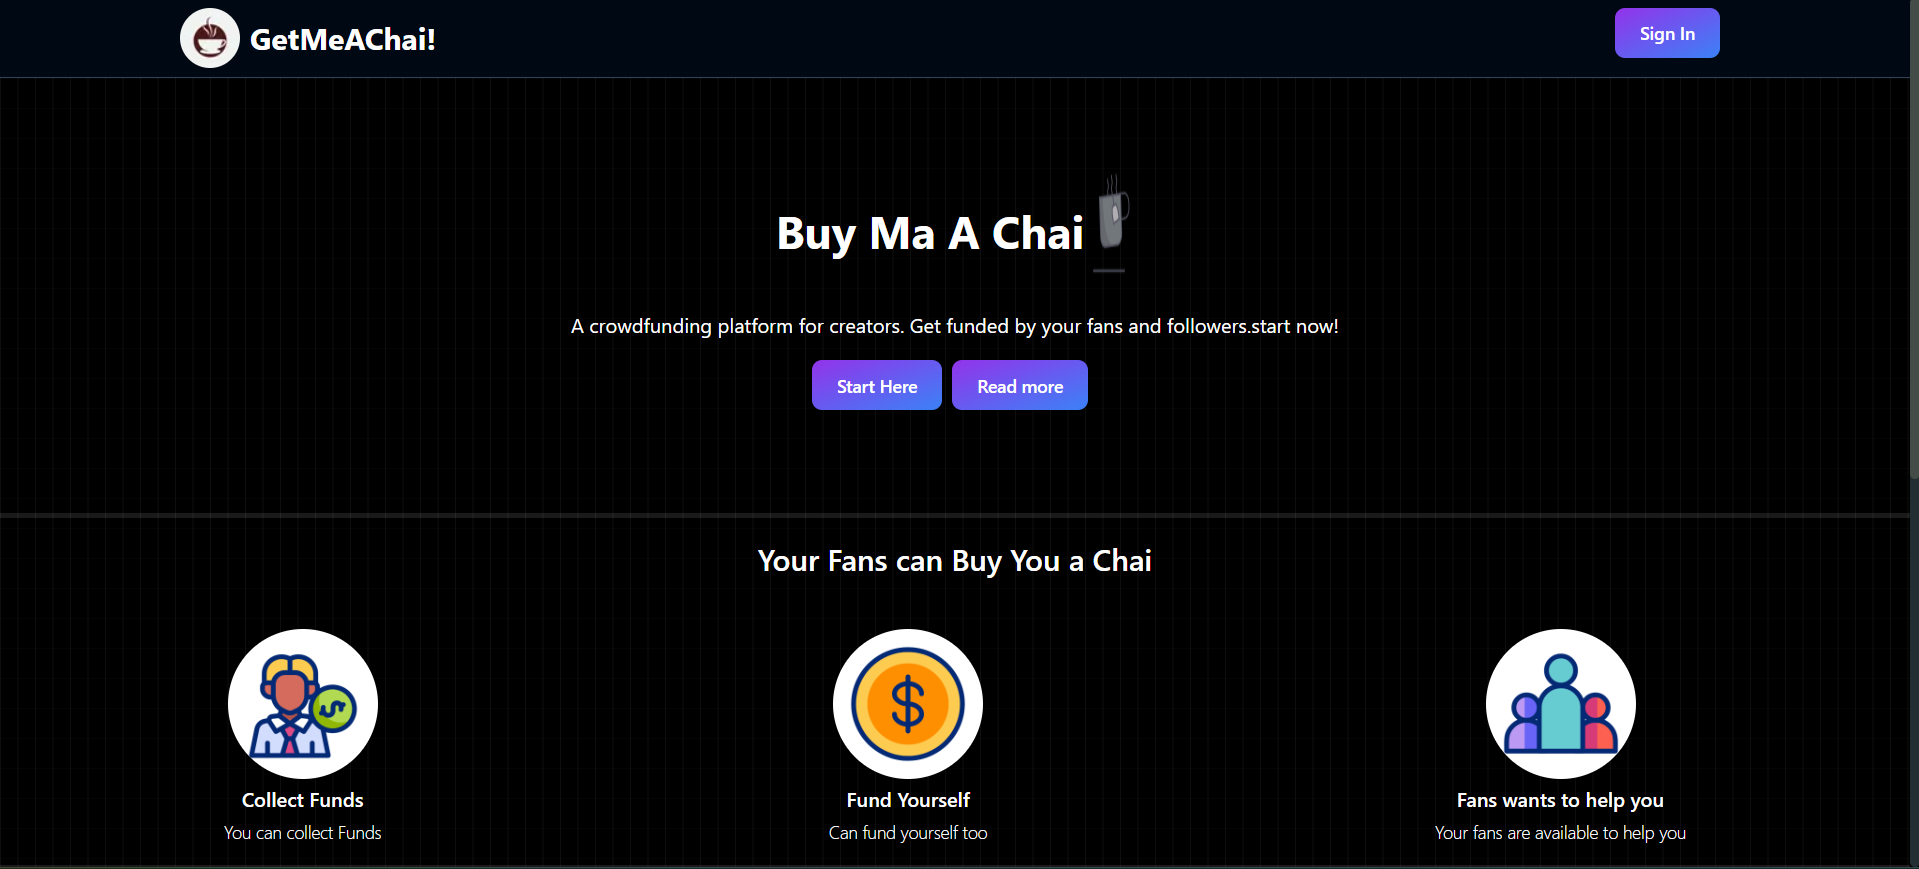 GetMeAChai!
Sign In
Buy Ma A Chai
A crowdfunding platform for creators. Get funded by your fans and followers.start now!
Start Here
Read more
Your Fans can Buy You a Chai
$
Collect Funds
You can collect Funds
Fund Yourself
Can fund yourself too
Fans wants to help you
Your fans are available to help you